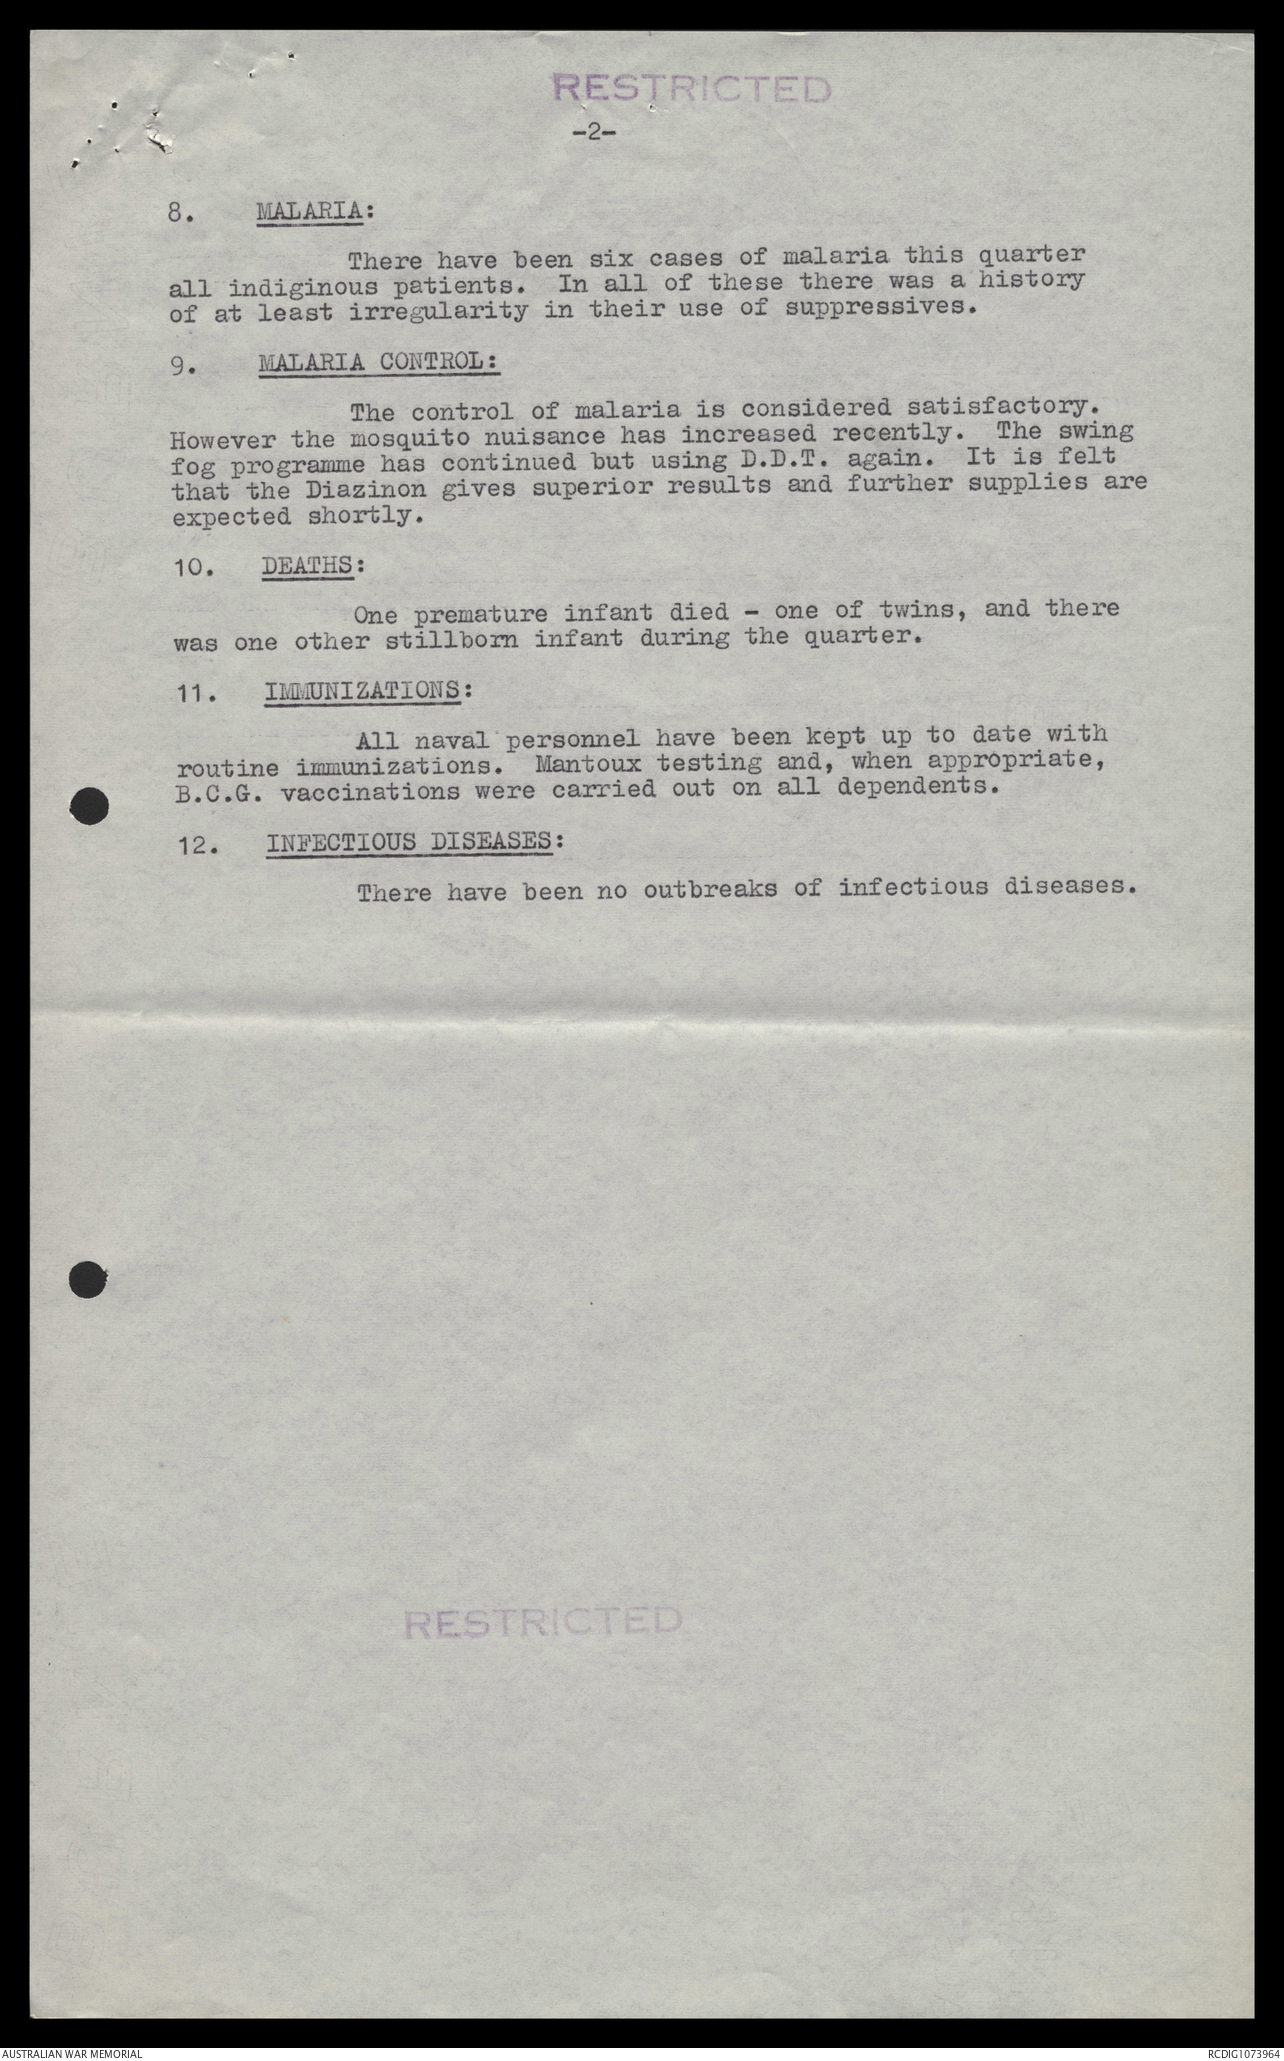 RESTRICTED
-2-
8. MALARIA:
There have been six cases of malaria this quarter
all indiginous patients. In all of these there was a history
of at least irregularity in their use of suppressives.
9. MALARIA CONTROL:
The control of malaria is considered satisfactory.
However the mosquito nuisance has increased recently. The swing
fog programme has continued but using D.D.T. again. It is felt
that the Diazinon gives superior results and further supplies are
expected shortly.
10. DEATHS:
One premature infant died - one of twins, and there
was one other stillborn infant during the quarter.
11. IMMUNIZATIONS:
All naval personnel have been kept up to date with
routine immunizations. Mantoux testing and, when appropriate,
B.C.G. vaccinations were carried out on all dependents.
12. INFECTIOUS DISEASES:
There have been no outbreaks of infectious diseases.
RESTRICTED
AUSTRALIAN WAR MEMORIAL
RCDIG1073964